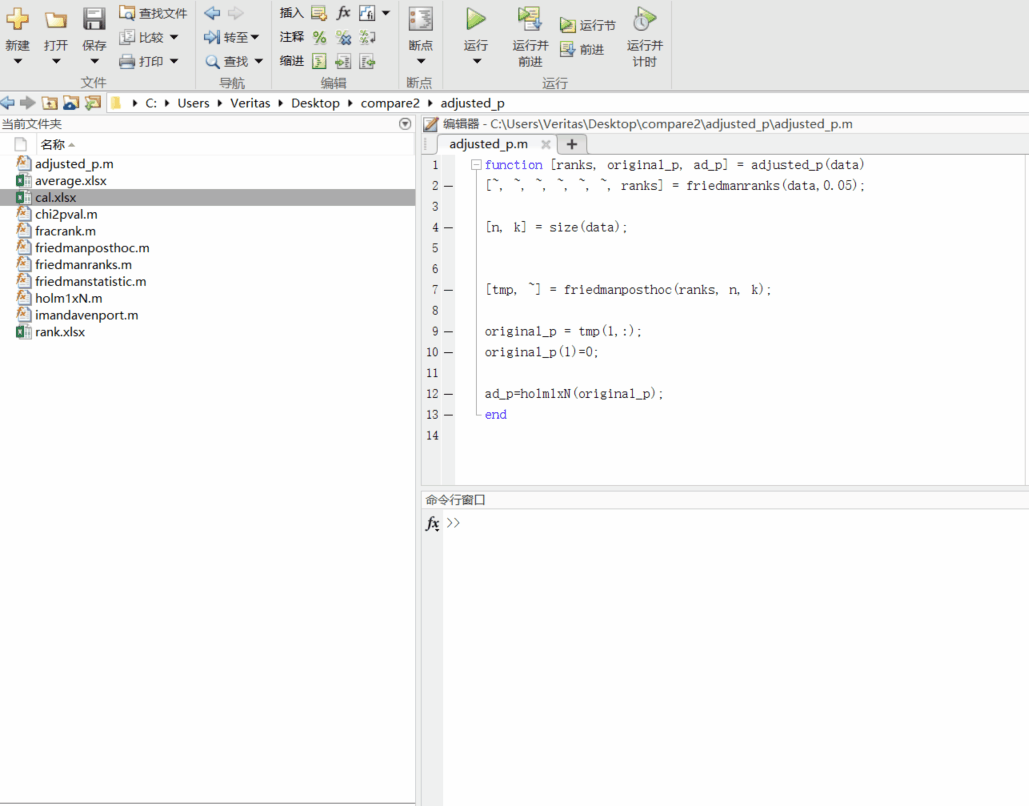 新建 打开 保存 查找文件 比较 打印
文件
转至 查找
导航
插入 fx
注释
缩进
编辑
断点
断点
运行 运行并前进 运行节 前进 运行并计时
运行
C: Users Veritas Desktop compare2 adjusted_p
当前文件夹
名称
adjusted_p.m
average.xlsx
cal.xlsx
chi2pval.m
fracrank.m
friedmanposthoc.m
friedmanranks.m
friedmanstatistic.m
holm1xN.m
imandavenport.m
rank.xlsx
编辑器 - C:\Users\Veritas\Desktop\compare2\adjusted_p\adjusted_p.m
adjusted_p.m
1 function [ranks, original_p, ad_p] = adjusted_p(data)
2 [~, ~, ~, ~, ~, ~, ranks] = friedmanranks(data,0.05);
3
4 [n, k] = size(data);
5
6
7 [tmp, ~] = friedmanposthoc(ranks, n, k);
8
9 original_p = tmp(1,:);
10 original_p(1)=0;
11
12 ad_p=holm1xN(original_p);
13 end
14
命令行窗口
fx >>